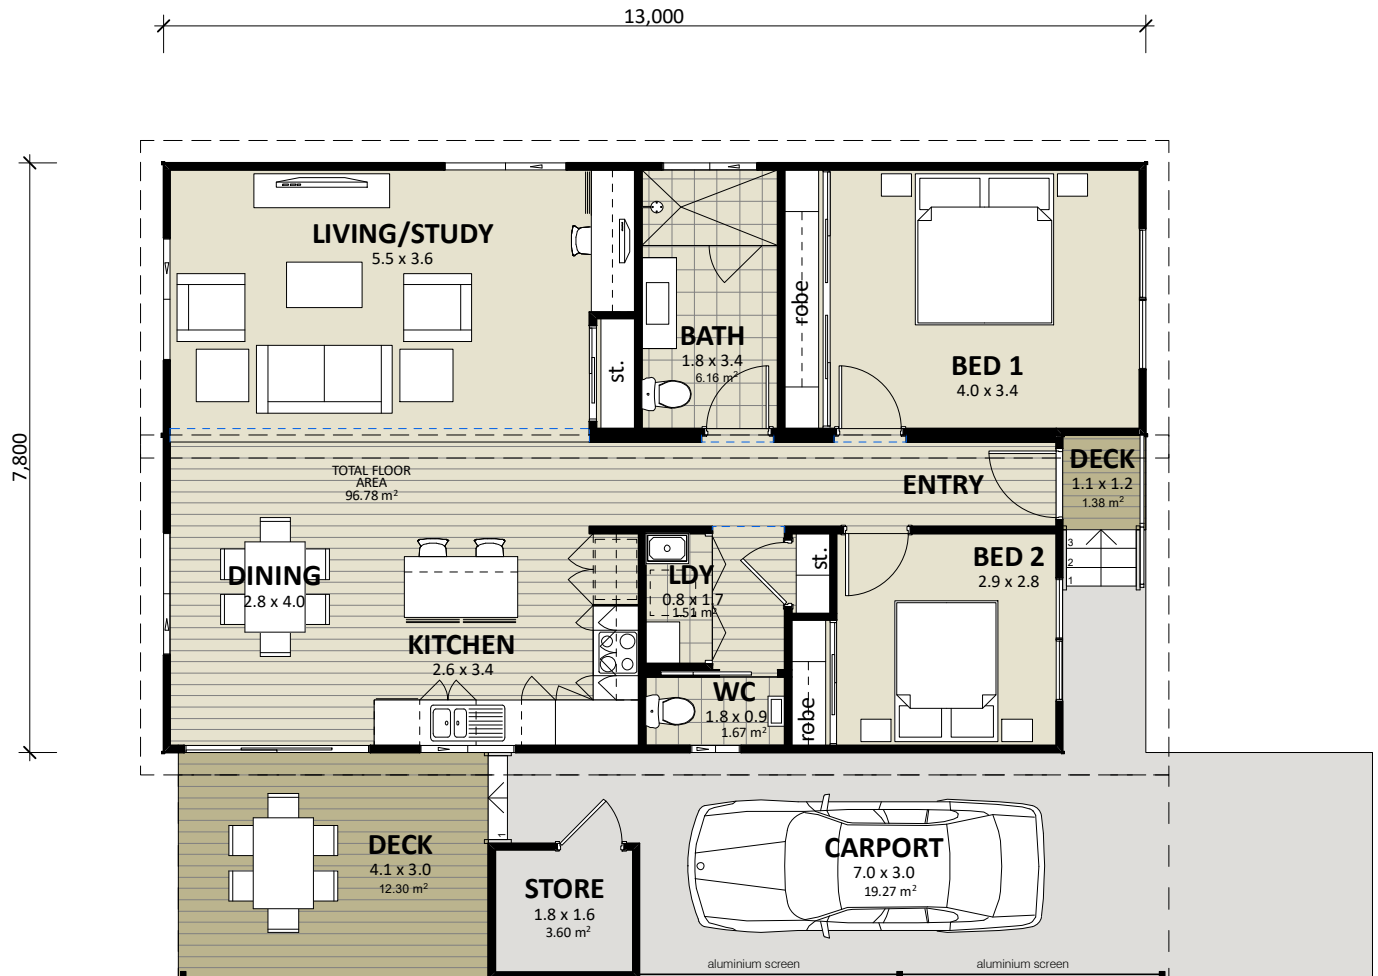 13,000
7,800
LIVING/STUDY
5.5 x 3.6
st.
BATH
1.8 x 3.4
6.16 m²
robe
BED 1
4.0 x 3.4
TOTAL FLOOR
AREA
96.78 m²
ENTRY
DECK
1.1 x 1.2
1.38 m²
3
2
1
DINING
2.8 x 4.0
KITCHEN
2.6 x 3.4
LDY
0.8 x 1.7
1.51 m²
st.
BED 2
2.9 x 2.8
WC
1.8 x 0.9
1.67 m²
robe
DECK
4.1 x 3.0
12.30 m²
1
STORE
1.8 x 1.6
3.60 m²
CARPORT
7.0 x 3.0
19.27 m²
aluminium screen
aluminium screen